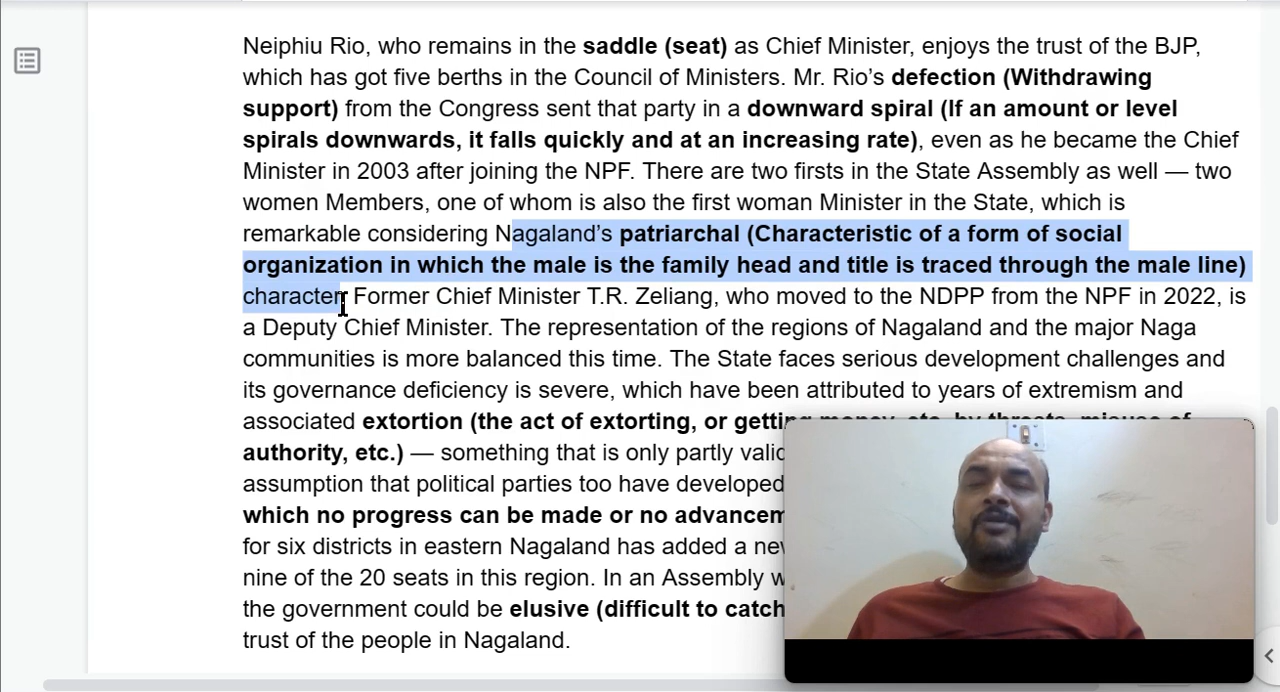 Neiphiu Rio, who remains in the saddle (seat) as Chief Minister, enjoys the trust of the BJP,
which has got five berths in the Council of Ministers. Mr. Rio’s defection (Withdrawing
support) from the Congress sent that party in a downward spiral (If an amount or level
spirals downwards, it falls quickly and at an increasing rate), even as he became the Chief
Minister in 2003 after joining the NPF. There are two firsts in the State Assembly as well — two
women Members, one of whom is also the first woman Minister in the State, which is
remarkable considering Nagaland’s patriarchal (Characteristic of a form of social
organization in which the male is the family head and title is traced through the male line)
character. Former Chief Minister T.R. Zeliang, who moved to the NDPP from the NPF in 2022, is
a Deputy Chief Minister. The representation of the regions of Nagaland and the major Naga
communities is more balanced this time. The State faces serious development challenges and
its governance deficiency is severe, which have been attributed to years of extremism and
associated extortion (the act of extorting, or getting money, etc. by threats, misuse of
authority, etc.) — something that is only partly
assumption that political parties too have developed
which no progress can be made or no
for six districts in eastern Nagaland has added a
nine of the 20 seats in this region. In an Assembly
the government could be elusive (difficult to catch
trust of the people in Nagaland.